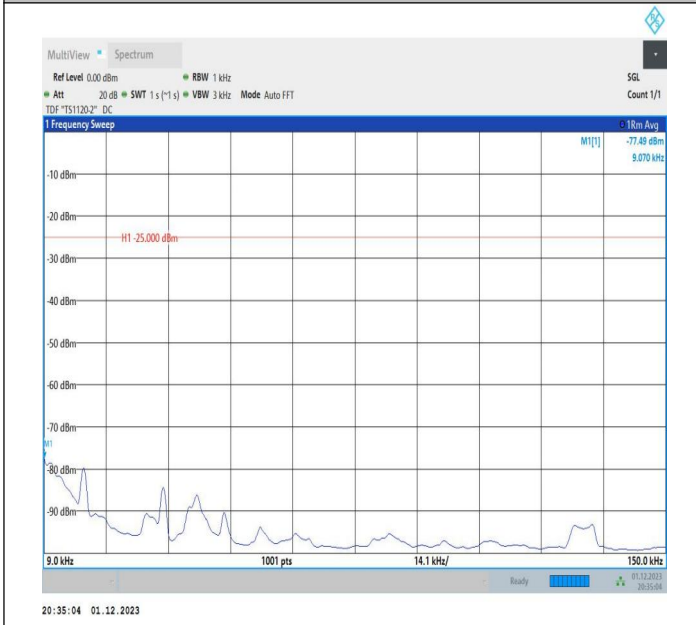 MultiView Spectrum
Ref Level 0.00 dBm RBW 1 kHz SGL
Att 20 dB SWT 1 s (~1 s) VBW 3 kHz Mode Auto FFT Count 1/1
TDF "TS1120-2" DC
1 Frequency Sweep 1Rm Avg
M1[1] -77.49 dBm
9.070 kHz
-10 dBm
-20 dBm
H1 -25.000 dBm
-30 dBm
-40 dBm
-50 dBm
-60 dBm
-70 dBm
M1
-80 dBm
-90 dBm
9.0 kHz 1001 pts 14.1 kHz/ 150.0 kHz
Ready 01.12.2023
20:35:04
20:35:04 01.12.2023